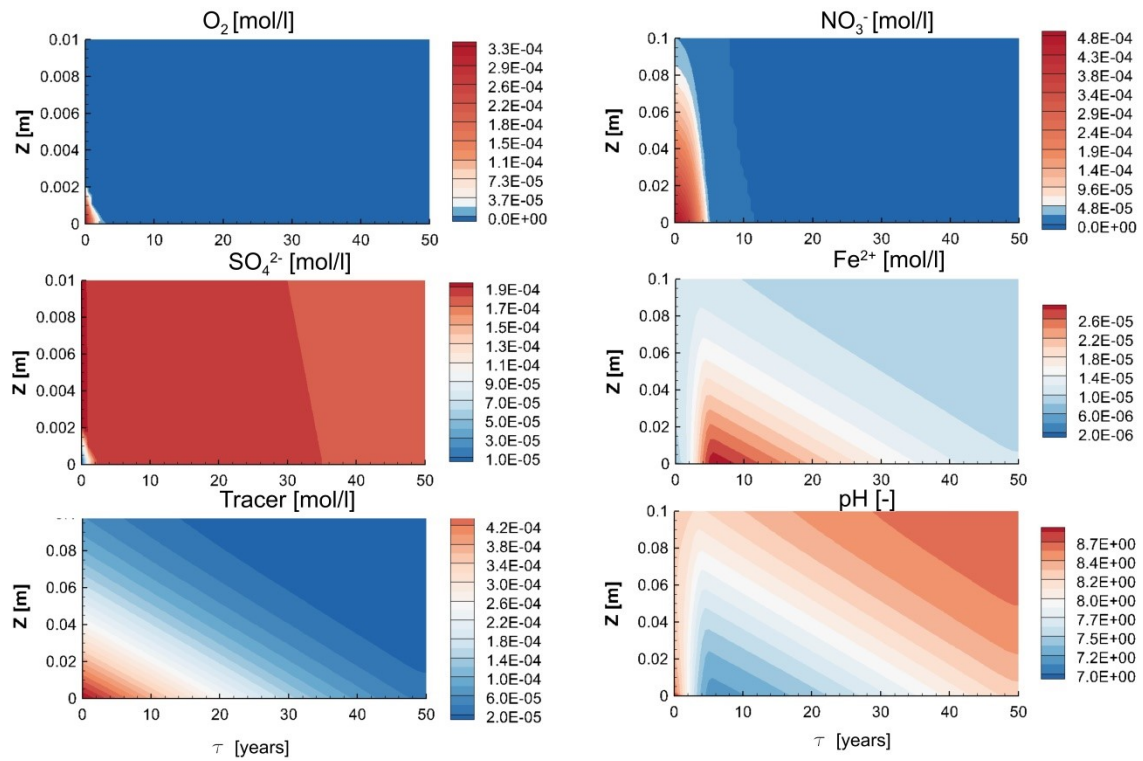 O₂ [mol/l]
0.01
0.008
0.006
0.004
0.002
0
Z [m]
0 10 20 30 40 50
3.3E-04
2.9E-04
2.6E-04
2.2E-04
1.8E-04
1.5E-04
1.1E-04
7.3E-05
3.7E-05
0.0E+00
NO₃⁻ [mol/l]
0.1
0.08
0.06
0.04
0.02
0
Z [m]
0 10 20 30 40 50
4.8E-04
4.3E-04
3.8E-04
3.4E-04
2.9E-04
2.4E-04
1.9E-04
1.4E-04
9.6E-05
4.8E-05
0.0E+00
SO₄²⁻ [mol/l]
0.01
0.008
0.006
0.004
0.002
0
Z [m]
0 10 20 30 40 50
1.9E-04
1.7E-04
1.5E-04
1.3E-04
1.1E-04
9.0E-05
7.0E-05
5.0E-05
3.0E-05
1.0E-05
Fe²⁺ [mol/l]
0.1
0.08
0.06
0.04
0.02
0
Z [m]
0 10 20 30 40 50
2.6E-05
2.2E-05
1.8E-05
1.4E-05
1.0E-05
6.0E-06
2.0E-06
Tracer [mol/l]
0.08
0.06
0.04
0.02
0
Z [m]
0 10 20 30 40 50
τ [years]
4.2E-04
3.8E-04
3.4E-04
3.0E-04
2.6E-04
2.2E-04
1.8E-04
1.4E-04
1.0E-04
6.0E-05
2.0E-05
pH [-]
0.1
0.08
0.06
0.04
0.02
0
Z [m]
0 10 20 30 40 50
τ [years]
8.7E+00
8.4E+00
8.2E+00
8.0E+00
7.7E+00
7.5E+00
7.2E+00
7.0E+00